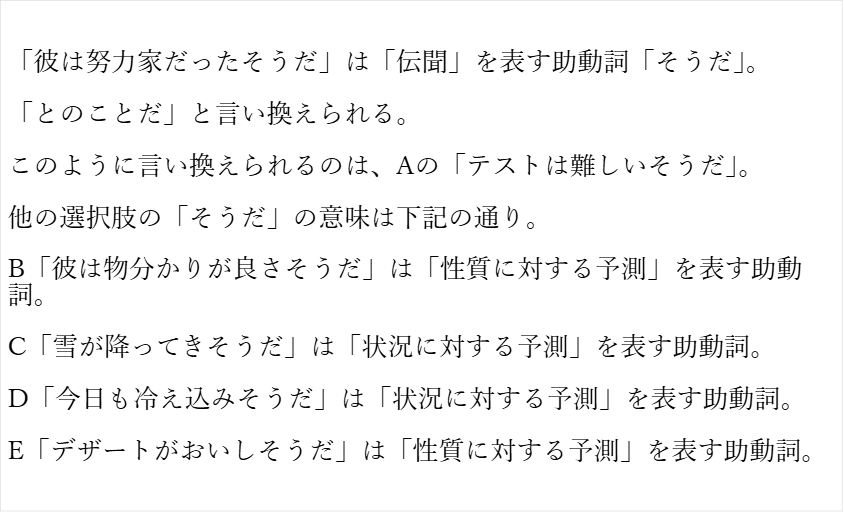 「彼は努力家だったそうだ」は「伝聞」を表す助動詞「そうだ」。
「とのことだ」と言い換えられる。
このように言い換えられるのは、Aの「テストは難しいそうだ」。
他の選択肢の「そうだ」の意味は下記の通り。
B「彼は物分かりが良さそうだ」は「性質に対する予測」を表す助動
詞。
C「雪が降ってきそうだ」は「状況に対する予測」を表す助動詞。
D「今日も冷え込みそうだ」は「状況に対する予測」を表す助動詞。
E「デザートがおいしそうだ」は「性質に対する予測」を表す助動詞。